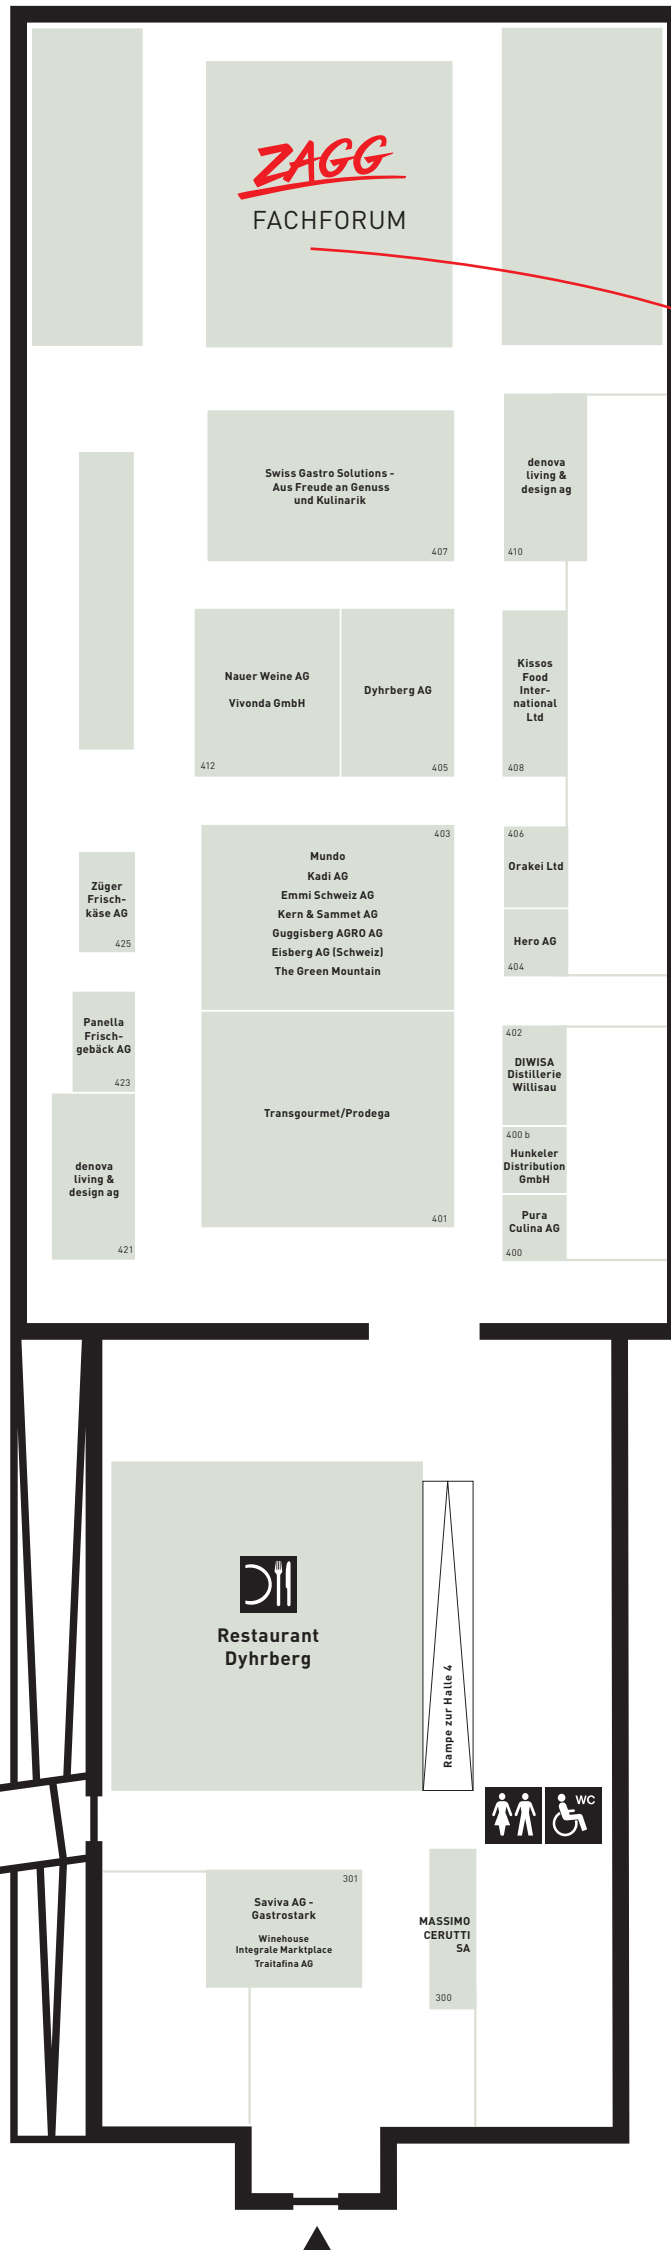 ZAGG
FACHFORUM
Swiss Gastro Solutions -
Aus Freude an Genuss
und Kulinarik
407
denova
living &
design ag
410
Nauer Weine AG
Vivonda GmbH
412
Dyhrberg AG
405
Kissos
Food
Inter-
national
Ltd
408
403
Mundo
Kadi AG
Emmi Schweiz AG
Kern & Sammet AG
Guggisberg AGRO AG
Eisberg AG (Schweiz)
The Green Mountain
406
Orakei Ltd
Hero AG
404
Züger
Frisch-
käse AG
425
Panella
Frisch-
gebäck AG
423
denova
living &
design ag
421
Transgourmet/Prodega
401
402
DIWISA
Distillerie
Willisau
400 b
Hunkeler
Distribution
GmbH
Pura
Culina AG
400
Restaurant
Dyhrberg
Rampe zur Halle 4
WC
301
Saviva AG -
Gastrostark
Winehouse
Integrale Marktplace
Traitafina AG
MASSIMO
CERUTTI
SA
300